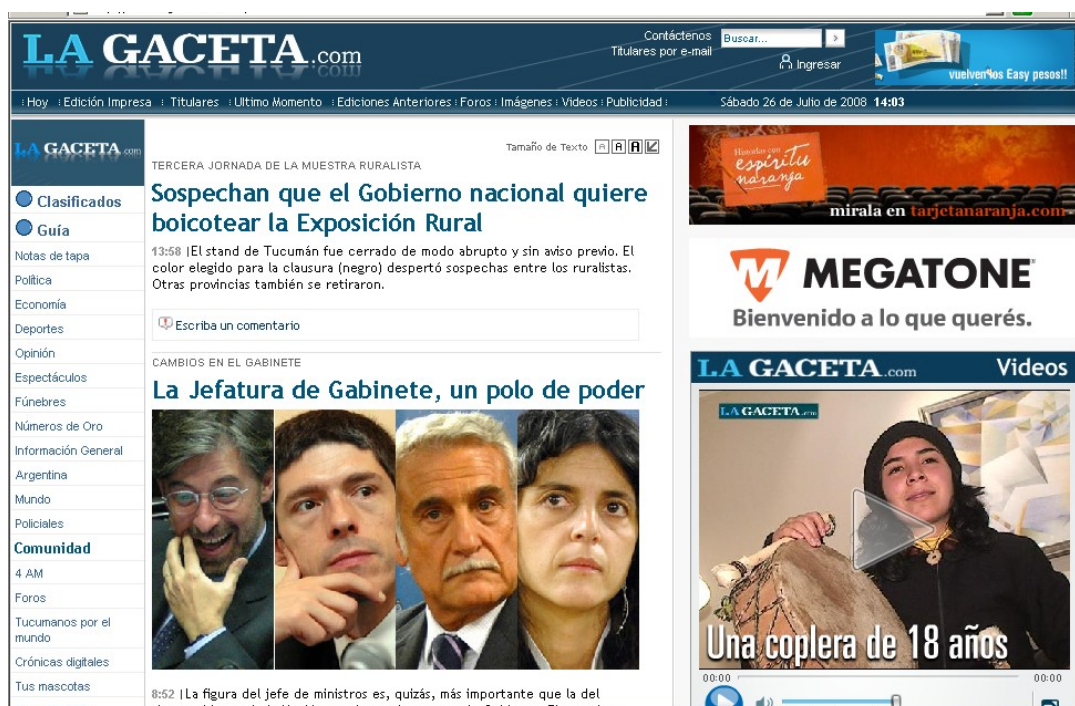 LA GACETA.com
Contáctenos
Titulares por e-mail
Buscar...
Ingresar
vuelven los Easy pesos!!
Hoy : Edición Impresa : Titulares : Ultimo Momento : Ediciones Anteriores : Foros : Imágenes : Videos : Publicidad :
Sábado 26 de Julio de 2008 14:03
LA GACETA.com
Clasificados
Guía
Notas de tapa
Política
Economía
Deportes
Opinión
Espectáculos
Fúnebres
Números de Oro
Información General
Argentina
Mundo
Policiales
Comunidad
4 AM
Foros
Tucumanos por el
mundo
Crónicas digitales
Tus mascotas
Tamaño de Texto A A A
TERCERA JORNADA DE LA MUESTRA RURALISTA
Sospechan que el Gobierno nacional quiere
boicotear la Exposición Rural
13:58 |El stand de Tucumán fue cerrado de modo abrupto y sin aviso previo. El
color elegido para la clausura (negro) despertó sospechas entre los ruralistas.
Otras provincias también se retiraron.
Escriba un comentario
CAMBIOS EN EL GABINETE
La Jefatura de Gabinete, un polo de poder
8:52 |La figura del jefe de ministros es, quizás, más importante que la del
espíritu
naranja
mirala en tarjetanaranja.com
MEGATONE
Bienvenido a lo que querés.
LA GACETA.com Videos
LA GACETA.com
Una coplera de 18 años
00:00 00:00